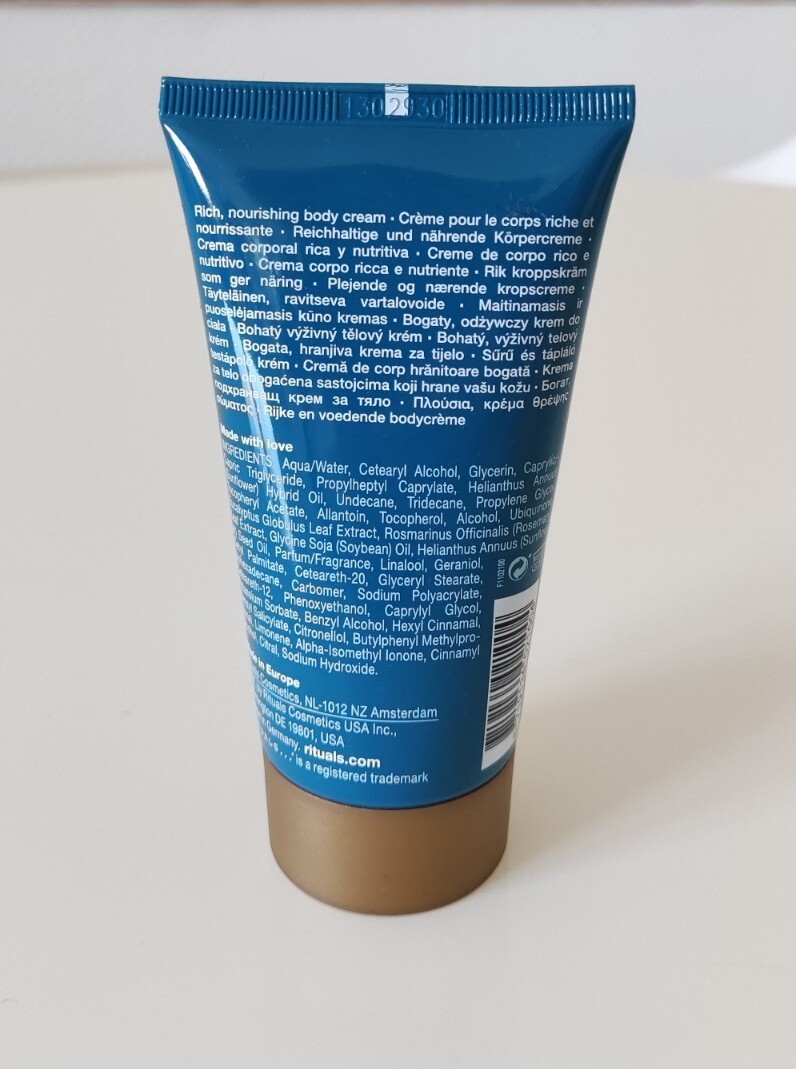 1302930
Rich, nourishing body cream · Crème pour le corps riche et
nourrissante · Reichhaltige und nährende Körpercreme ·
Crema corporal rica y nutritiva · Creme de corpo rico e
nutritivo · Crema corpo ricca e nutriente · Rik kroppskräm
som ger näring · Plejende og nærende kropscreme ·
Täyteläinen, ravitseva vartalovoide · Maitinamasis ir
puoselėjamasis kūno kremas · Bogaty, odżywczy krem do
ciała · Bohatý výživný tělový krém · Bohatý, výživný telový
krém · Bogata, hranjiva krema za tijelo · Sűrű és tápláló
testápoló krém · Cremă de corp hrănitoare bogată · Krema
za telo obogaćena sastojcima koji hrane vašu kožu · Богат,
подхранващ крем за тяло · Πλούσια, κρέμα θρέψης
σώματος · Rijke en voedende bodycrème
Made with love
INGREDIENTS: Aqua/Water, Cetearyl Alcohol, Glycerin,
Triglyceride, Propylheptyl Caprylate, Helianthus
Hybrid Oil, Undecane, Tridecane, Propylene
Acetate, Allantoin, Tocopherol, Alcohol,
Globulus Leaf Extract, Rosmarinus Officinalis
Extract, Glycine Soja (Soybean) Oil, Helianthus Annuus
Seed Oil, Parfum/Fragrance, Linalool, Geraniol,
Palmitate, Ceteareth-20, Glyceryl Stearate,
Carbomer, Sodium Polyacrylate,
Phenoxyethanol, Caprylyl Glycol,
Sorbate, Benzyl Alcohol, Hexyl Cinnamal,
Salicylate, Citronellol, Butylphenyl Methylpro-
Limonene, Alpha-Isomethyl Ionone, Cinnamyl
Citral, Sodium Hydroxide.
F1102100
in Europe
Cosmetics, NL-1012 NZ Amsterdam
Rituals Cosmetics USA Inc.,
DE 19801, USA
Germany. rituals.com
is a registered trademark